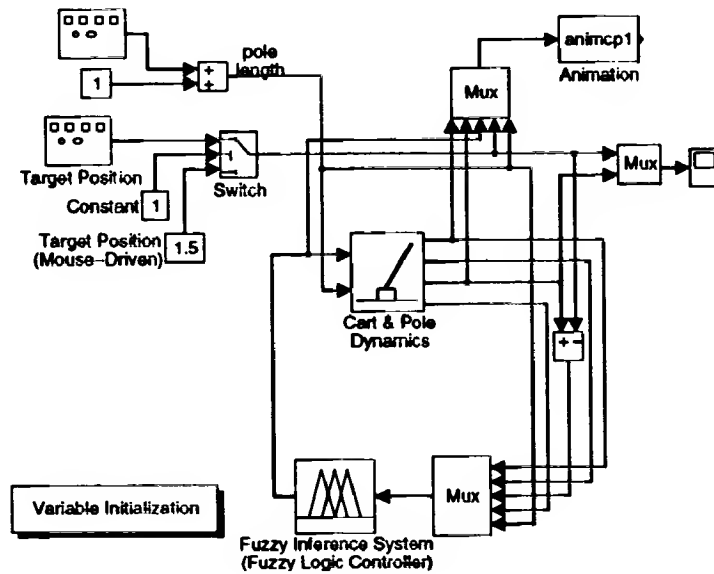 animcp1
Animation
pole
length
1
+
+
Mux
Target Position
Switch
Constant
1
Target Position
(Mouse-Driven)
1.5
Mux
Cart & Pole
Dynamics
+ -
Mux
Variable Initialization
Fuzzy Inference System
(Fuzzy Logic Controller)